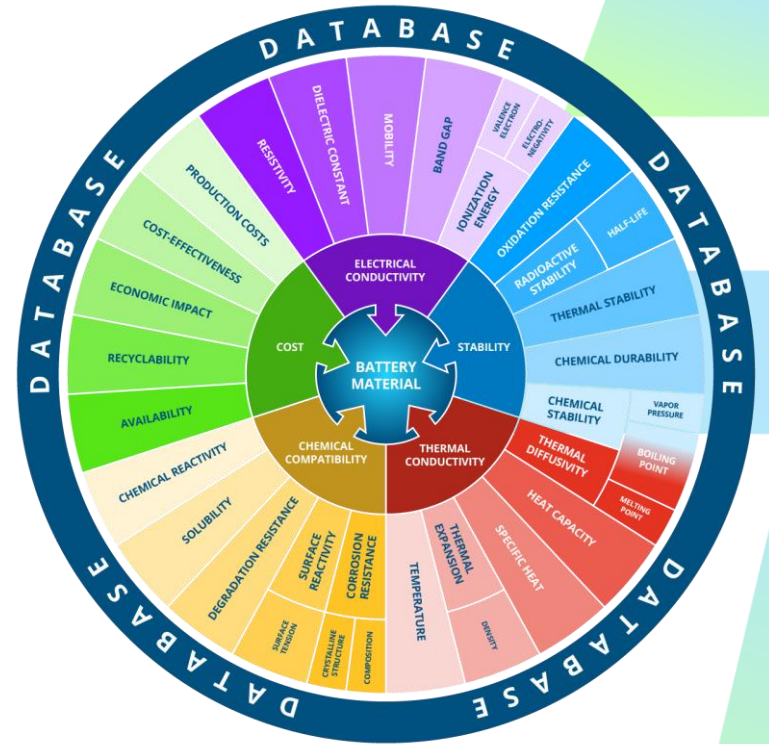 DATABASE
DATABASE
DATABASE
DATABASE
DATABASE
BATTERY
MATERIAL
ELECTRICAL
CONDUCTIVITY
RESISTIVITY
DIELECTRIC CONSTANT
MOBILITY
BAND GAP
IONIZATION
ENERGY
VALENCE
ELECTRON
ELECTRO-
NEGATIVITY
STABILITY
OXIDATION RESISTANCE
RADIOACTIVE
STABILITY
HALF-LIFE
THERMAL STABILITY
CHEMICAL DURABILITY
CHEMICAL
STABILITY
VAPOR
PRESSURE
THERMAL
CONDUCTIVITY
THERMAL
DIFFUSIVITY
BOILING
POINT
MELTING
POINT
HEAT CAPACITY
SPECIFIC HEAT
THERMAL
EXPANSION
DENSITY
TEMPERATURE
CHEMICAL
COMPATIBILITY
CORROSION
RESISTANCE
COMPOSITION
CRYSTALLINE
STRUCTURE
SURFACE
REACTIVITY
SURFACE
TENSION
DEGRADATION RESISTANCE
SOLUBILITY
CHEMICAL REACTIVITY
COST
AVAILABILITY
RECYCLABILITY
ECONOMIC IMPACT
COST-EFFECTIVENESS
PRODUCTION COSTS